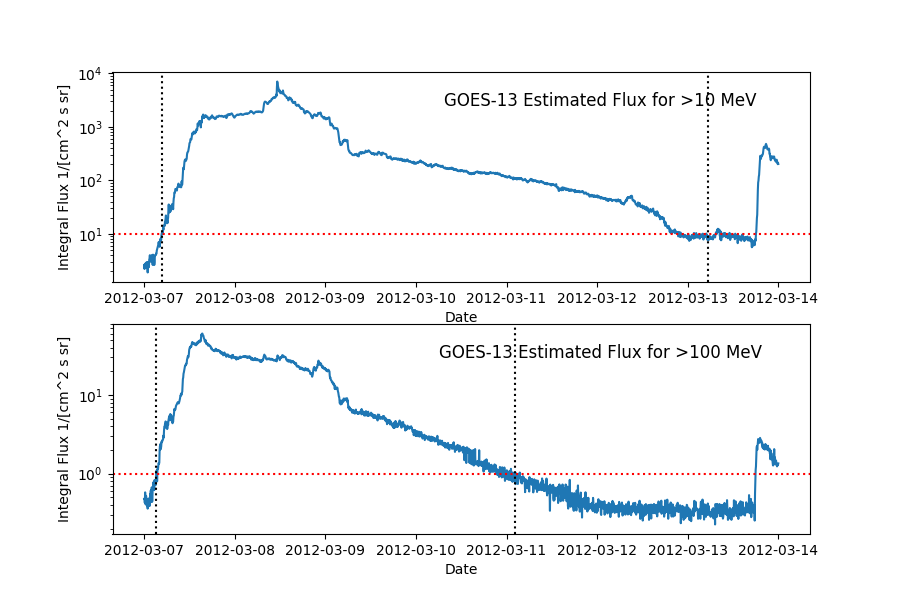 GOES-13 Estimated Flux for >10 MeV
Integral Flux 1/[cm^2 s sr]
10^4
10^3
10^2
10^1
2012-03-07 2012-03-08 2012-03-09 2012-03-10 2012-03-11 2012-03-12 2012-03-13 2012-03-14
Date
GOES-13 Estimated Flux for >100 MeV
Integral Flux 1/[cm^2 s sr]
10^1
10^0
2012-03-07 2012-03-08 2012-03-09 2012-03-10 2012-03-11 2012-03-12 2012-03-13 2012-03-14
Date